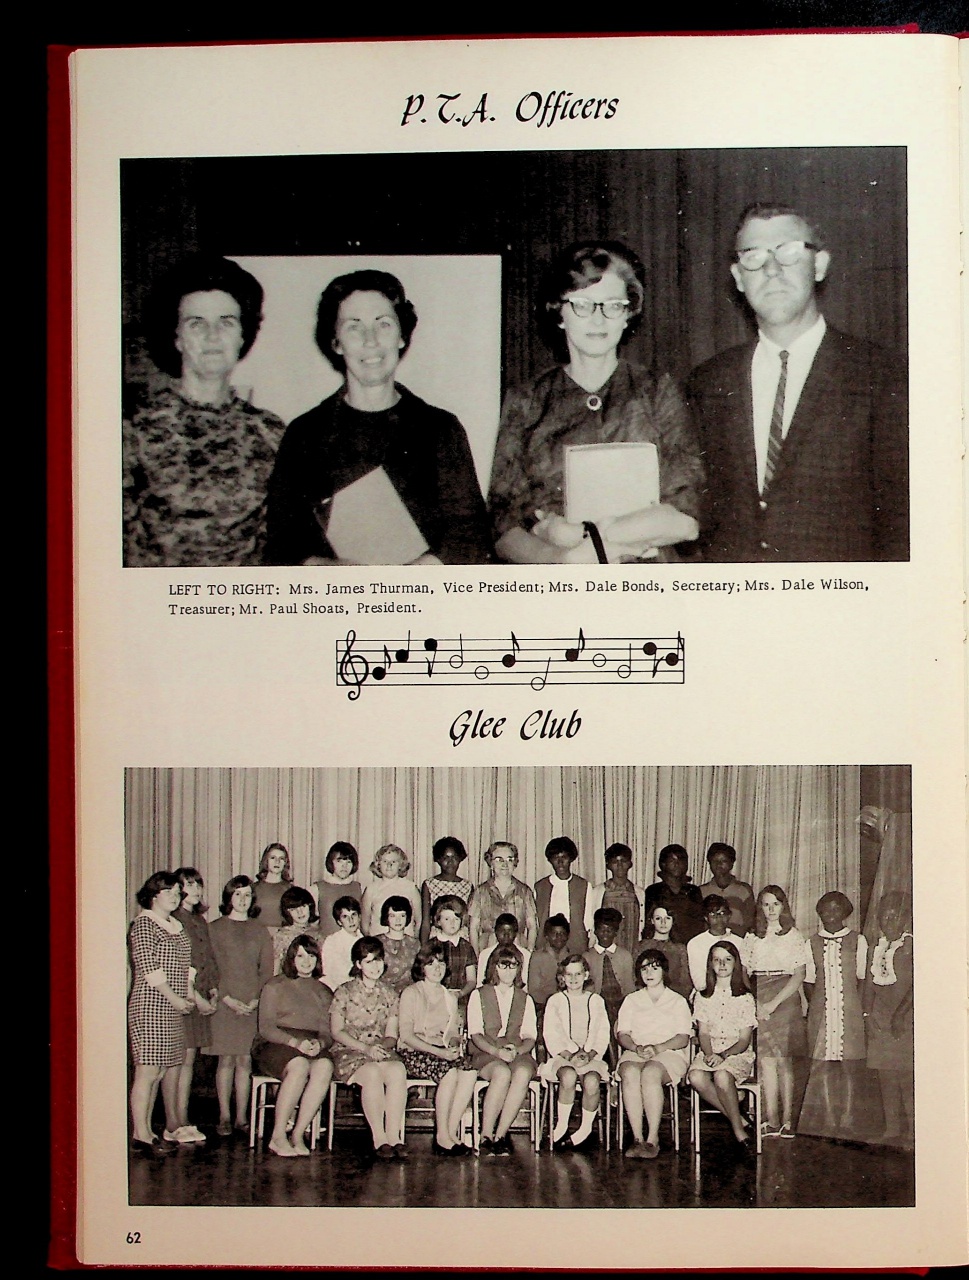 P.T.A. Officers
LEFT TO RIGHT: Mrs. James Thurman, Vice President; Mrs. Dale Bonds, Secretary; Mrs. Dale Wilson,
Treasurer; Mr. Paul Shoats, President.
Glee Club
62